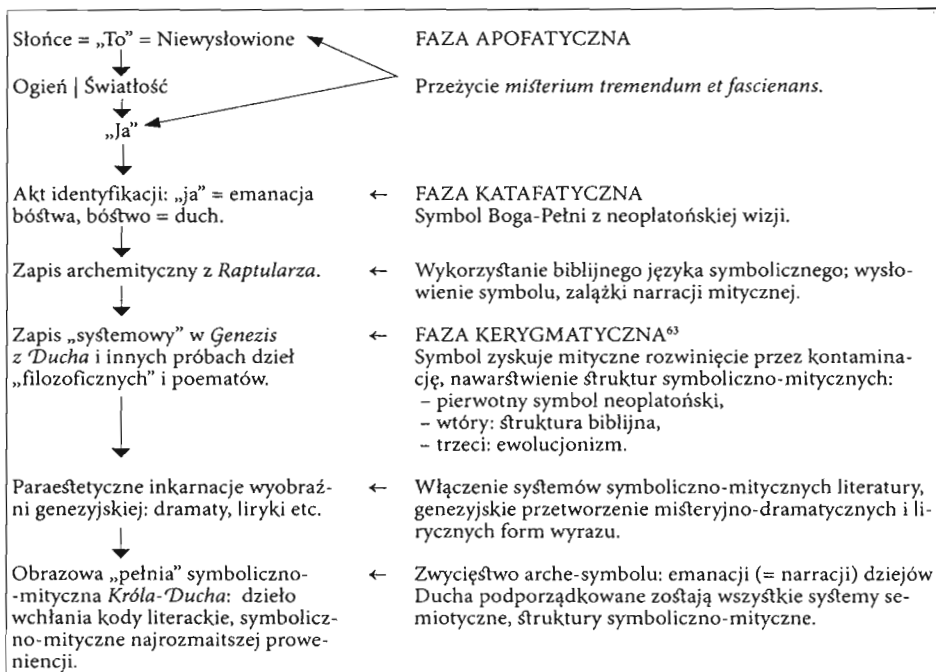 Słońce = „To” = Niewysłowione
FAZA APOFATYCZNA
Ogień | Światłość
Przeżycie misterium tremendum et fascienans.
„Ja”
Akt identyfikacji: „ja” = emanacja
bóstwa, bóstwo = duch.
← FAZA KATAFATYCZNA
Symbol Boga-Pełni z neoplatońskiej wizji.
Zapis archemityczny z Raptularza.
← Wykorzystanie biblijnego języka symbolicznego; wysło-
wienie symbolu, zalążki narracji mitycznej.
Zapis „systemowy” w Genezis
z Ducha i innych próbach dzieł
„filozoficznych” i poematów.
← FAZA KERYGMATYCZNA⁶³
Symbol zyskuje mityczne rozwinięcie przez kontamina-
cję, nawarstwienie struktur symboliczno-mitycznych:
– pierwotny symbol neoplatoński,
– wtóry: struktura biblijna,
– trzeci: ewolucjonizm.
Paraestetyczne inkarnacje wyobraź-
ni genezyjskiej: dramaty, liryki etc.
← Włączenie systemów symboliczno-mitycznych literatury,
genezyjskie przetworzenie misteryjno-dramatycznych i li-
rycznych form wyrazu.
Obrazowa „pełnia” symboliczno-
-mityczna Króla-Ducha: dzieło
wchłania kody literackie, symbolicz-
no-mityczne najrozmaitszej prowe-
niencji.
← Zwycięstwo arche-symbolu: emanacji (= narracji) dziejów
Ducha podporządkowane zostają wszystkie systemy se-
miotyczne, struktury symboliczno-mityczne.